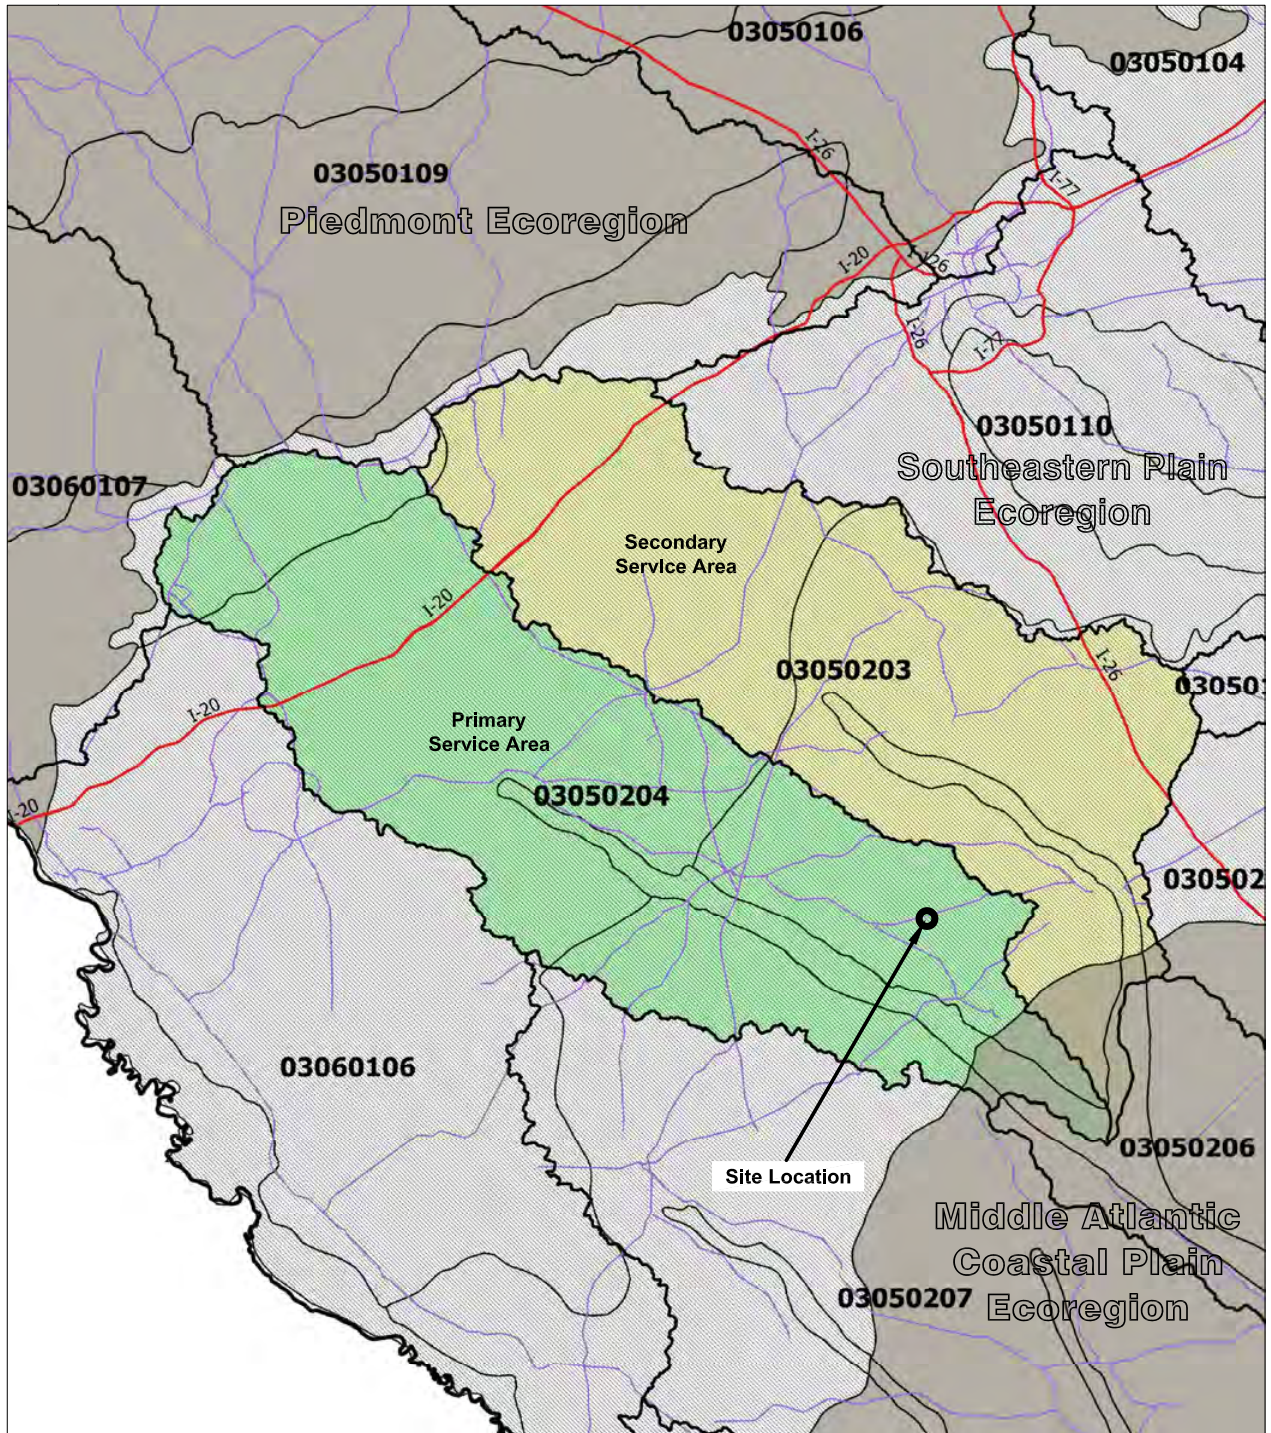 03050106
03050104
I-26
03050109
I-77
Piedmont Ecoregion
I-20
I-126
I-26
I-77
03050110
Southeastern Plain
Ecoregion
03060107
Secondary
Service Area
I-20
03050203
I-26
030501
I-20
Primary
Service Area
03050204
I-20
030502
03060106
03050206
Site Location
Middle Atlantic
Coastal Plain
Ecoregion
03050207